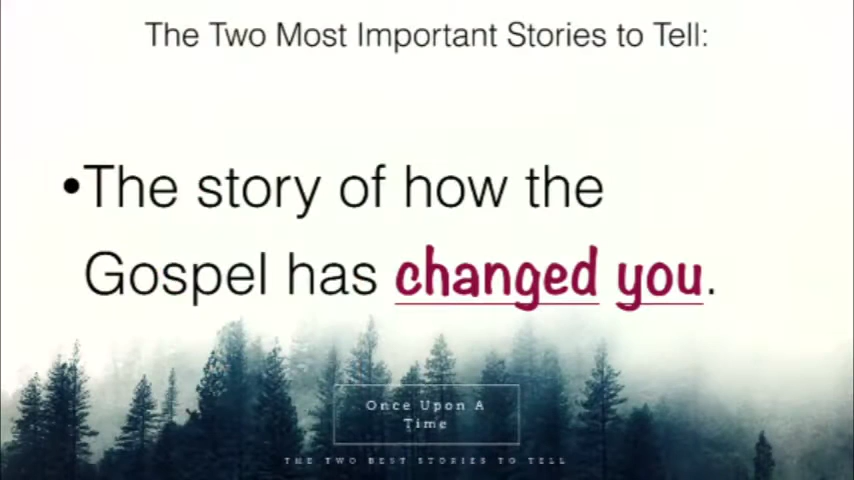 The Two Most Important Stories to Tell:
•The story of how the
Gospel has changed you.
Once Upon A
Time
THE TWO BEST STORIES TO TELL